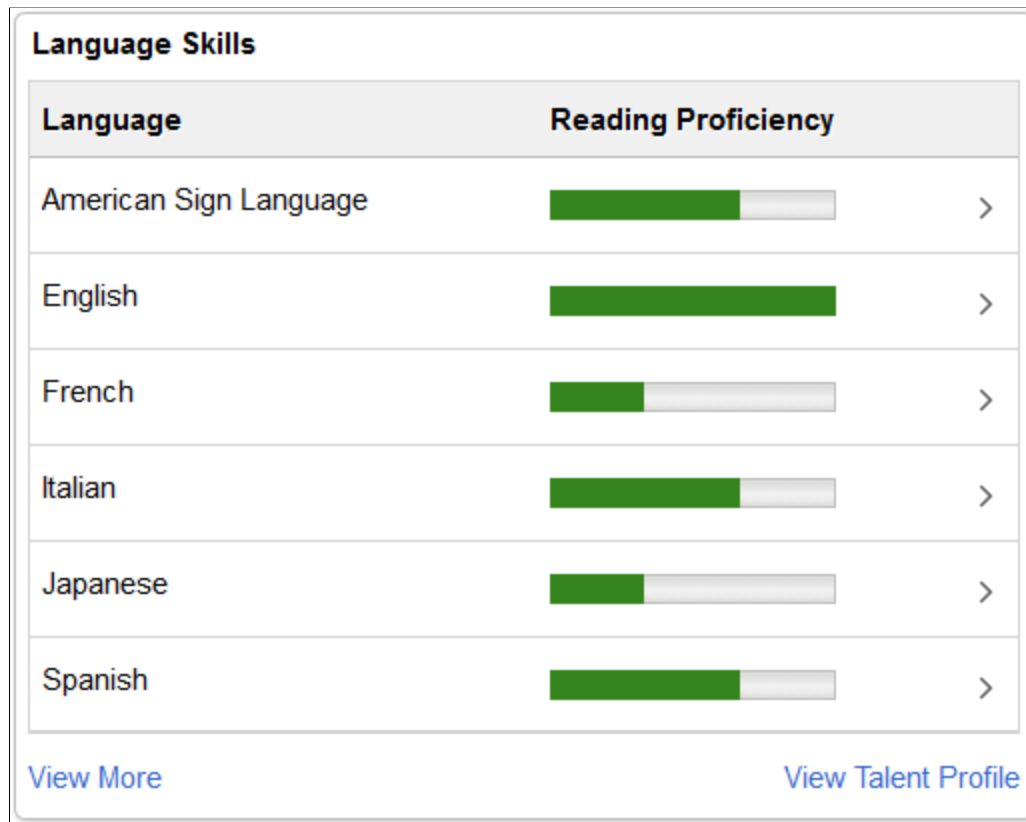 Language Skills
Language Reading Proficiency
American Sign Language
English
French
Italian
Japanese
Spanish
View More View Talent Profile